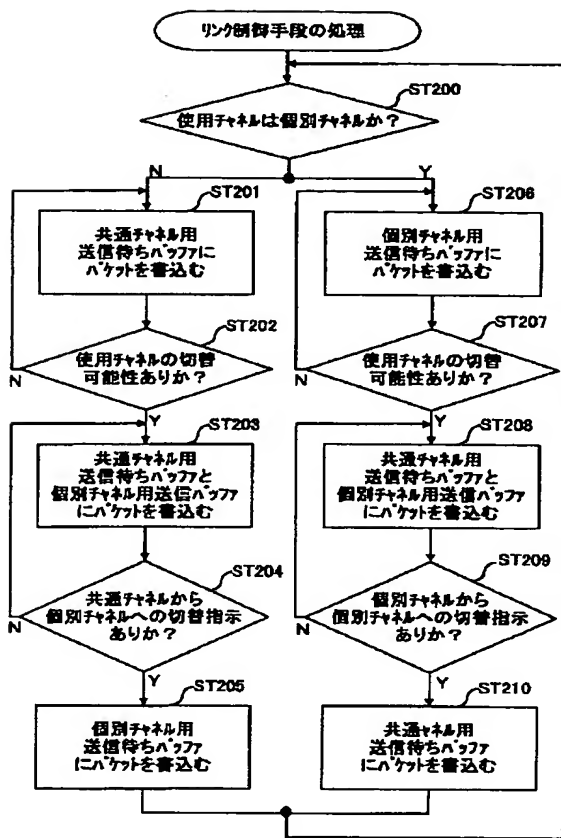 リンク制御手段の処理
ST200
使用チャネルは個別チャネルか？
N
Y
ST201
共通チャネル用
送信待ちバッファに
パケットを書込む
ST202
使用チャネルの切替
可能性ありか？
N
Y
ST203
共通チャネル用
送信待ちバッファと
個別チャネル用送信バッファ
にパケットを書込む
ST204
共通チャネルから
個別チャネルへの切替指示
ありか？
N
Y
ST205
個別チャネル用
送信待ちバッファ
にパケットを書込む
ST206
個別チャネル用
送信待ちバッファに
パケットを書込む
ST207
使用チャネルの切替
可能性ありか？
N
Y
ST208
共通チャネル用
送信待ちバッファと
個別チャネル用送信バッファ
にパケットを書込む
ST209
個別チャネルから
個別チャネルへの切替指示
ありか？
N
Y
ST210
共通チャネル用
送信待ちバッファ
にパケットを書込む